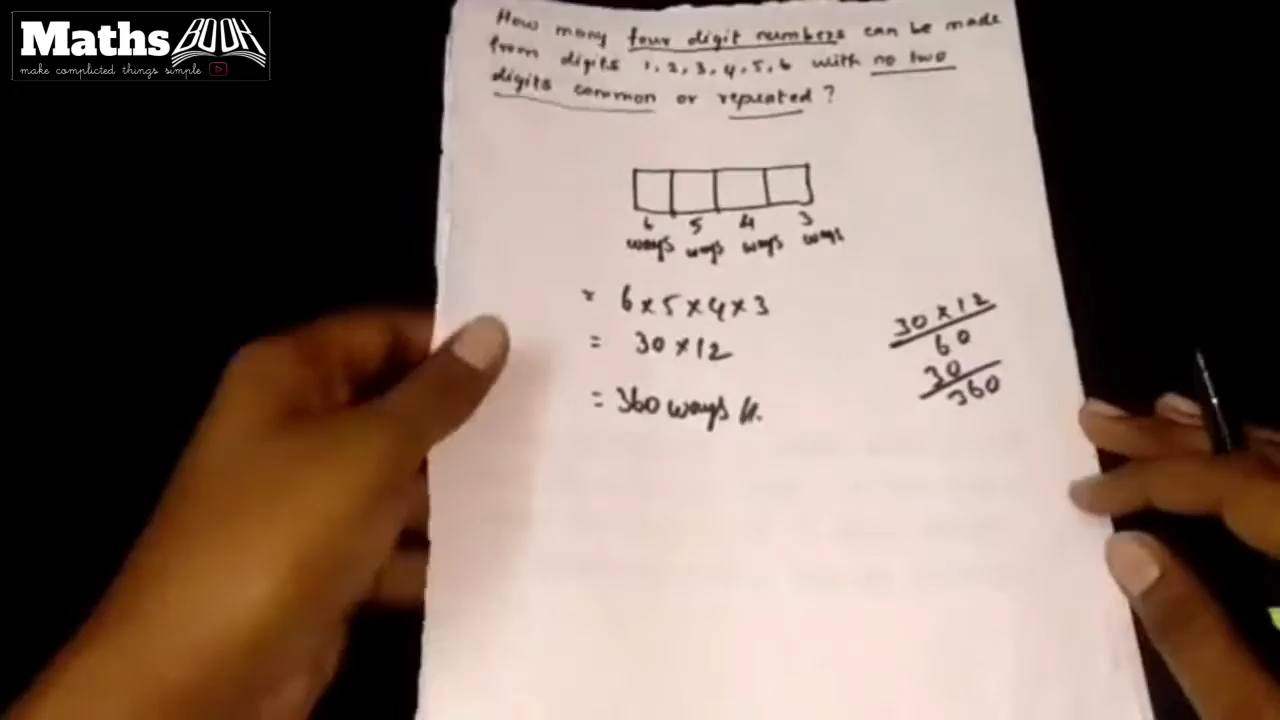 Maths BOOK
make complicted things simple
How many four digit numbers can be made
from digits 1, 2, 3, 4, 5, 6 with no two
digits common or repeated ?
6 5 4 3
ways ways ways ways
= 6 x 5 x 4 x 3
= 30 x 12
= 360 ways //.
30 x 12
60
30
360